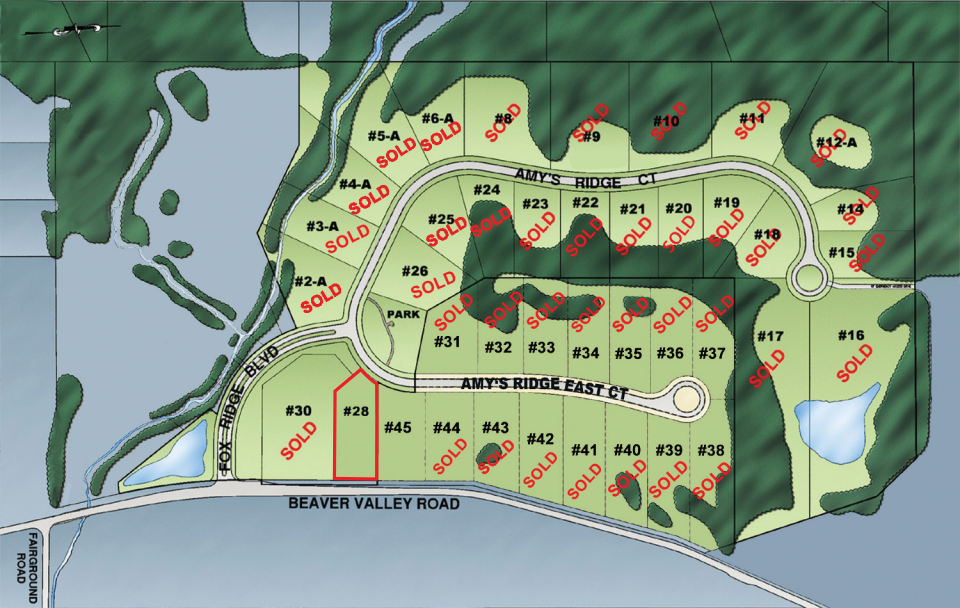 #6-A
SOLD
#8
SOLD
#9
SOLD
#10
SOLD
#11
SOLD
#12-A
SOLD
#5-A
SOLD
#4-A
SOLD
#3-A
SOLD
#2-A
SOLD
AMY'S RIDGE CT
#24
SOLD
#23
SOLD
#22
SOLD
#21
SOLD
#20
SOLD
#19
SOLD
#18
SOLD
#14
SOLD
#15
SOLD
#25
SOLD
#26
SOLD
PARK
#31
SOLD
#32
SOLD
#33
SOLD
#34
SOLD
#35
SOLD
#36
SOLD
#37
SOLD
#17
SOLD
#16
SOLD
FOX RIDGE BLVD
AMY'S RIDGE EAST CT
#30
SOLD
#28
#45
#44
SOLD
#43
SOLD
#42
SOLD
#41
SOLD
#40
SOLD
#39
SOLD
#38
SOLD
BEAVER VALLEY ROAD
FAIRGROUND
ROAD